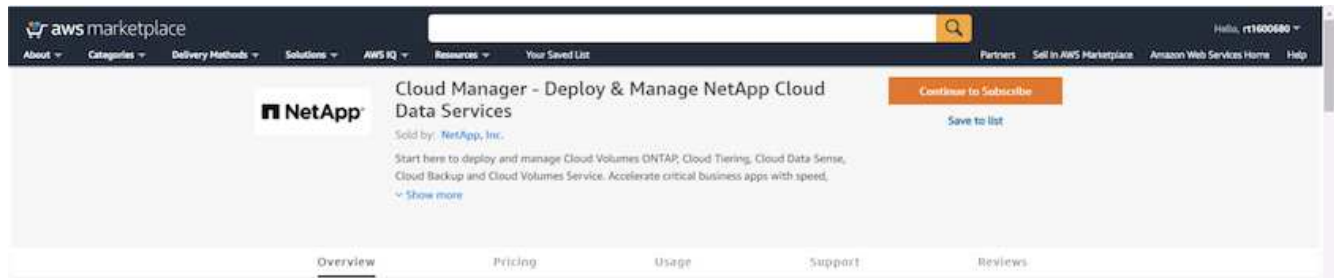 aws marketplace
Hello, rt1600680
About Categories Delivery Methods Solutions AWS IQ Resources Your Saved List Partners Sell in AWS Marketplace Amazon Web Services Home Help
NetApp
Cloud Manager - Deploy & Manage NetApp Cloud
Data Services
Sold by: NetApp, Inc.
Start here to deploy and manage Cloud Volumes ONTAP, Cloud Tiering, Cloud Data Sense,
Cloud Backup and Cloud Volumes Service. Accelerate critical business apps with speed,
Show more
Continue to Subscribe
Save to list
Overview Pricing Usage Support Reviews